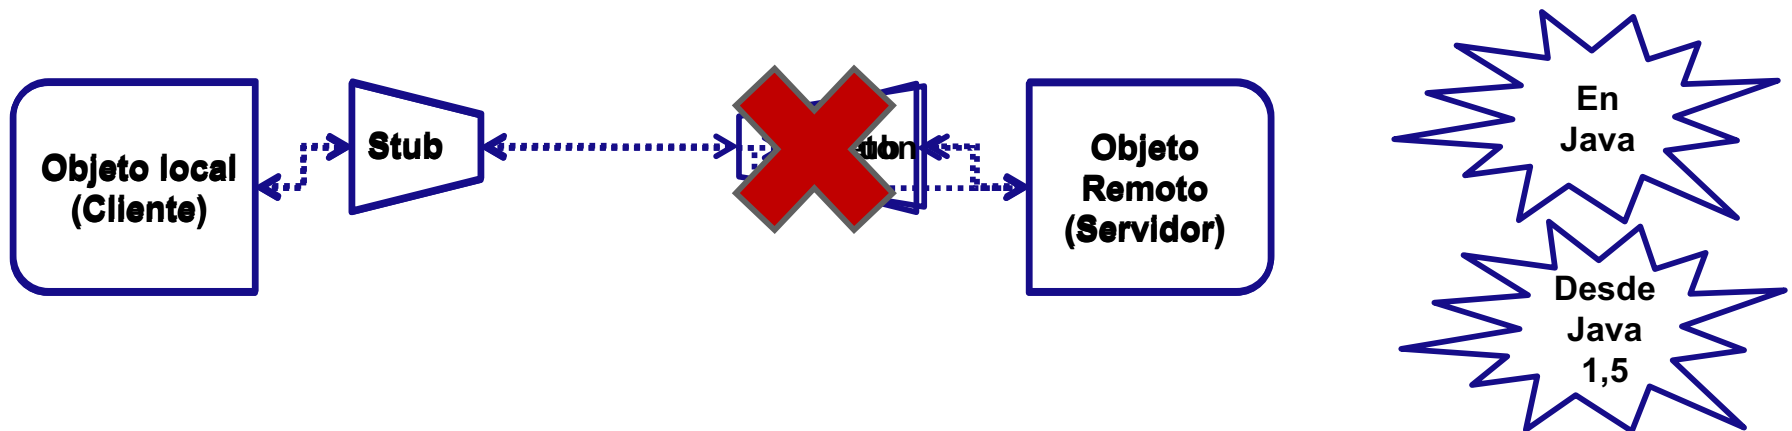 Objeto local
(Cliente)
Stub
Objeto
Remoto
(Servidor)
En
Java
Desde
Java
1,5